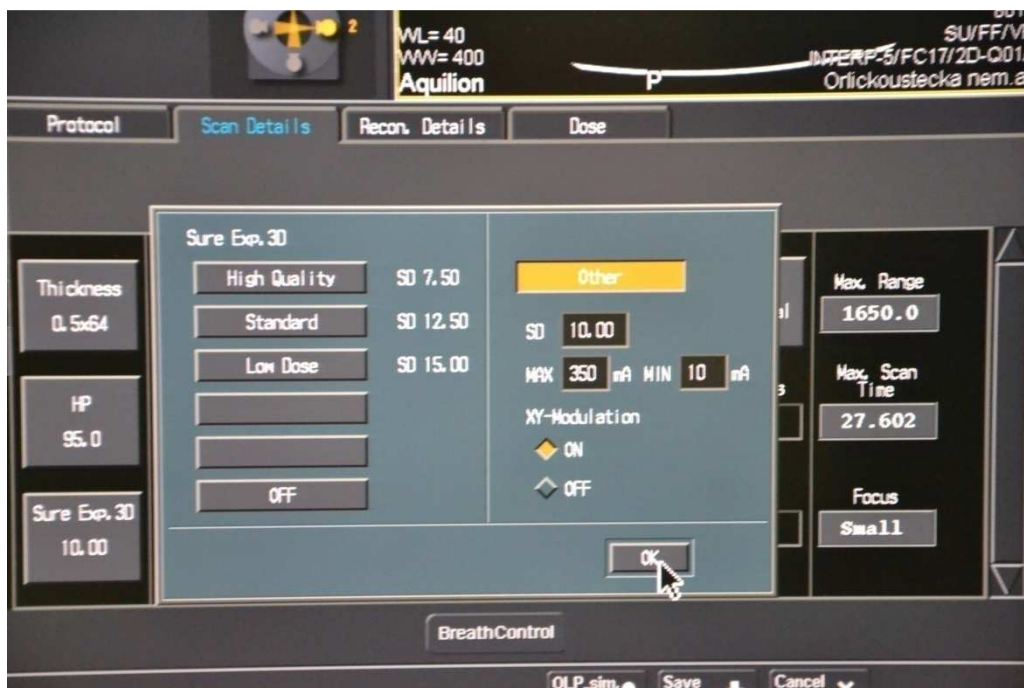 2
WL= 40
WW= 400
Aquilion
P
SU/FF/VI
INTERP-5/FC17/2D-Q01
Orlickoustecka nem.a
Protocol
Scan Details
Recon. Details
Dose
Thickness
0.5x64
HP
95.0
Sure Exp.3D
10.00
Sure Exp.3D
High Quality SD 7.50
Standard SD 12.50
Low Dose SD 15.00
OFF
Other
SD 10.00
MAX 350 mA MIN 10 mA
XY-Modulation
ON
OFF
OK
Max. Range
1650.0
Max. Scan
Time
27.602
Focus
Small
BreathControl
OLP_sim.
Save
Cancel